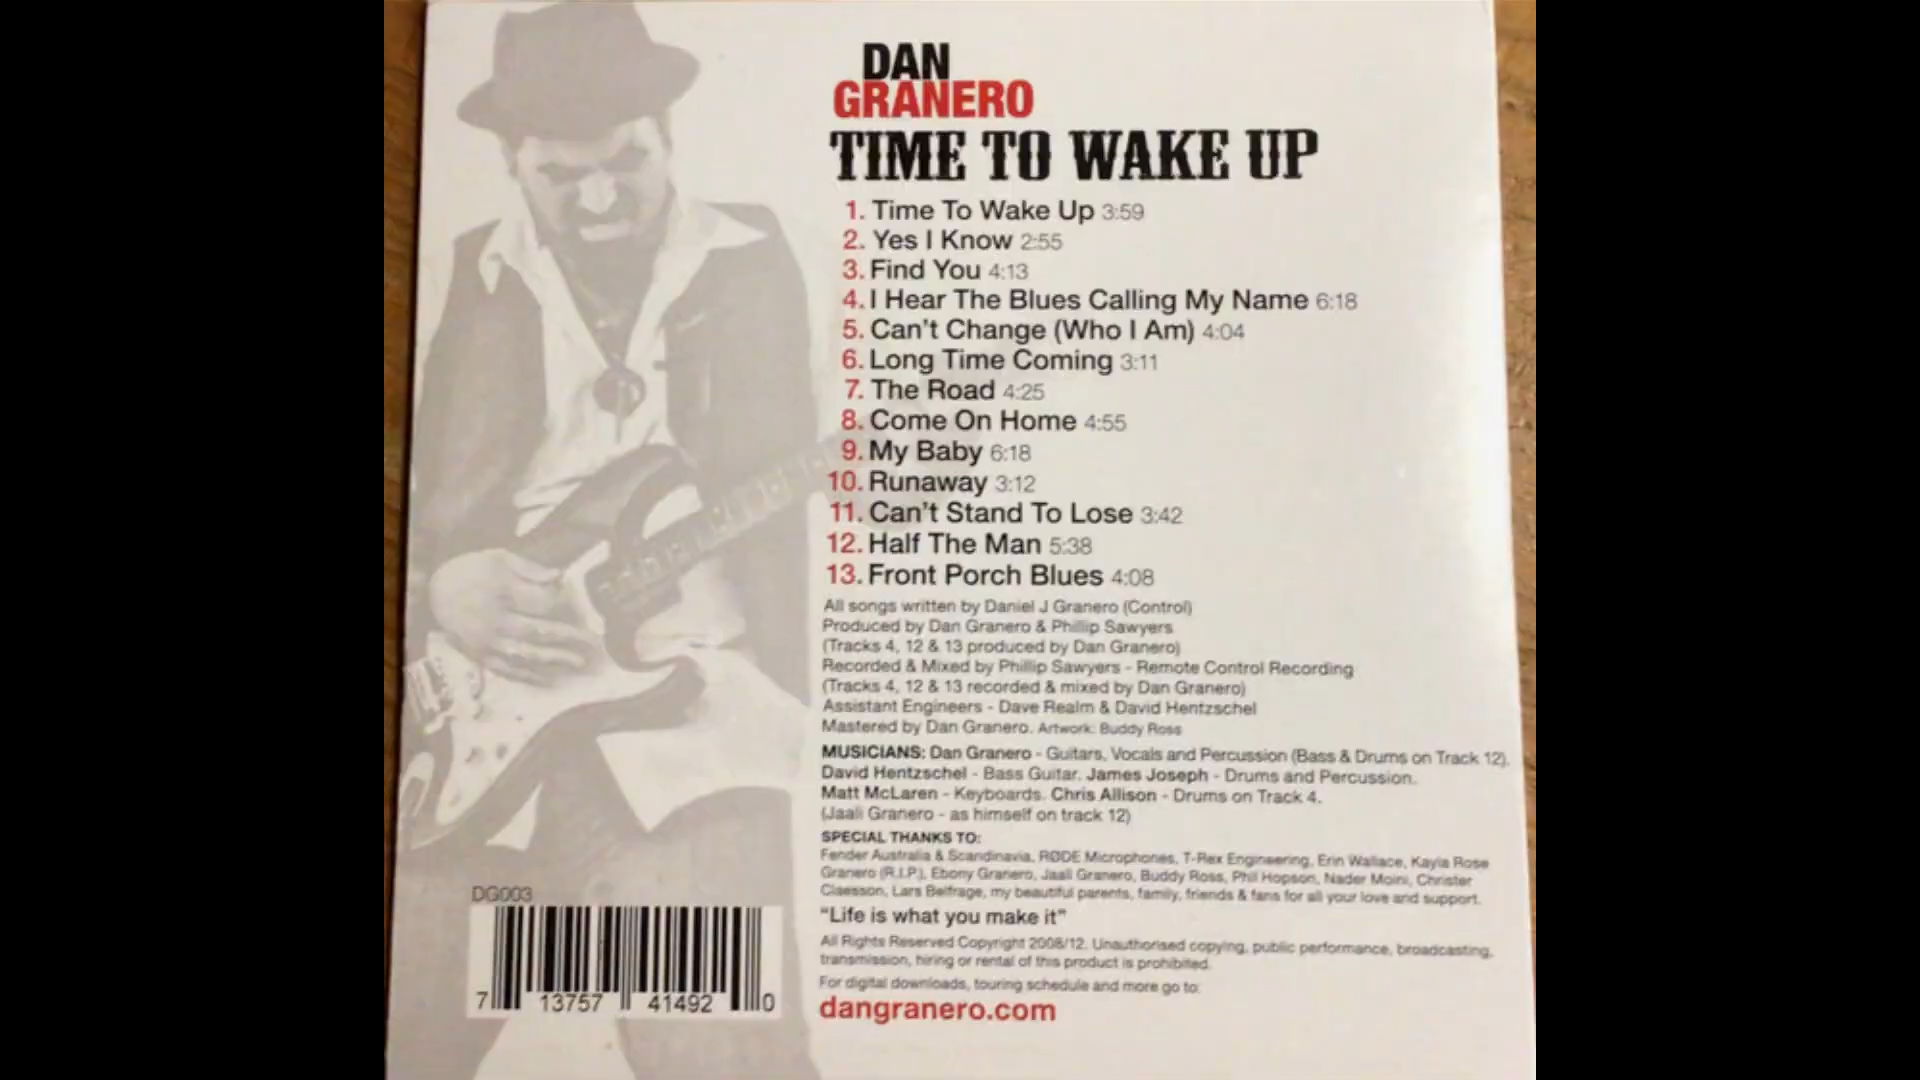 DAN
GRANERO
TIME TO WAKE UP
1. Time To Wake Up 3:59
2. Yes I Know 2:55
3. Find You 4:13
4. I Hear The Blues Calling My Name 6:18
5. Can't Change (Who I Am) 4:04
6. Long Time Coming 3:11
7. The Road 4:25
8. Come On Home 4:55
9. My Baby 6:18
10. Runaway 3:12
11. Can't Stand To Lose 3:42
12. Half The Man 5:38
13. Front Porch Blues 4:08
All songs written by Daniel J Granero (Control)
Produced by Dan Granero & Phillip Sawyers
(Tracks 4, 12 & 13 produced by Dan Granero)
Recorded & Mixed by Phillip Sawyers - Remote Control Recording
(Tracks 4, 12 & 13 recorded & mixed by Dan Granero)
Assistant Engineers - Dave Realm & David Hentzschel
Mastered by Dan Granero. Artwork: Buddy Ross
MUSICIANS: Dan Granero - Guitars, Vocals and Percussion (Bass & Drums on Track 12).
David Hentzschel - Bass Guitar. James Joseph - Drums and Percussion.
Matt McLaren - Keyboards. Chris Allison - Drums on Track 4.
(Jaali Granero - as himself on track 12)
SPECIAL THANKS TO:
Fender Australia & Scandinavia, RØDE Microphones, T-Rex Engineering, Erin Wallace, Kayla Rose
Granero (R.I.P.), Ebony Granero, Jaali Granero, Buddy Ross, Phil Hopson, Nader Moini, Christer
Claesson, Lars Belfrage, my beautiful parents, family, friends & fans for all your love and support.
"Life is what you make it"
All Rights Reserved Copyright 2008/12. Unauthorised copying, public performance, broadcasting,
transmission, hiring or rental of this product is prohibited.
For digital downloads, touring schedule and more go to:
dangranero.com
DG003
7 13757 41492 0